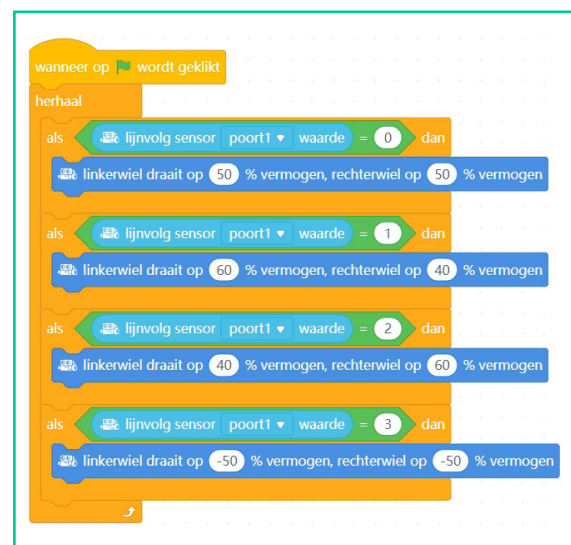 wanneer op wordt geklikt
herhaal
als lijnvolg sensor poort1 waarde = 0 dan
linkerwiel draait op 50 % vermogen, rechterwiel op 50 % vermogen
als lijnvolg sensor poort1 waarde = 1 dan
linkerwiel draait op 60 % vermogen, rechterwiel op 40 % vermogen
als lijnvolg sensor poort1 waarde = 2 dan
linkerwiel draait op 40 % vermogen, rechterwiel op 60 % vermogen
als lijnvolg sensor poort1 waarde = 3 dan
linkerwiel draait op -50 % vermogen, rechterwiel op -50 % vermogen